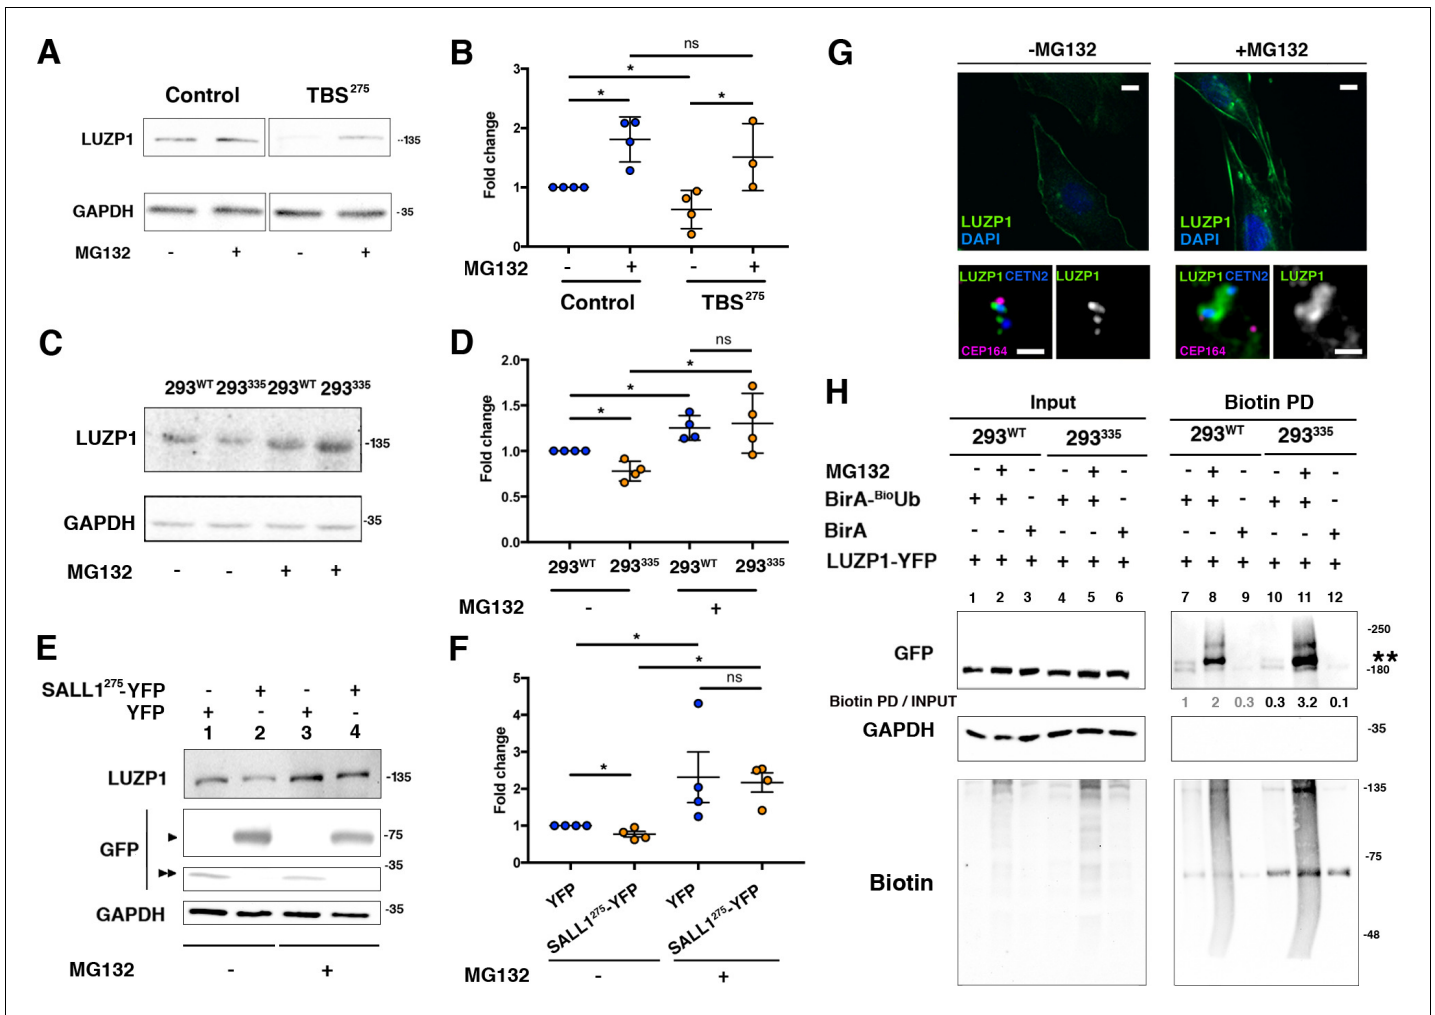 A
Control TBS275
LUZP1 --135
GAPDH -35
MG132 - + - +
B
ns
*
* *
3
2
1
0
Fold change
MG132 - + - +
Control TBS275
C
293WT 293335 293WT 293335
LUZP1 -135
GAPDH -35
MG132 - - + +
D
ns
*
*
*
2.0
1.5
1.0
0.5
0.0
Fold change
293WT 293335 293WT 293335
MG132 - +
E
SALL1275-YFP - + - +
YFP + - + -
1 2 3 4
LUZP1 -135
GFP -75
-35
GAPDH -35
MG132 - +
F
*
*
ns
*
5
4
3
2
1
0
Fold change
YFP SALL1275-YFP YFP SALL1275-YFP
MG132 - +
G
-MG132 +MG132
LUZP1 DAPI
LUZP1 DAPI
LUZP1 CETN2 LUZP1 LUZP1 CETN2 LUZP1
CEP164 CEP164
H
Input Biotin PD
293WT 293335 293WT 293335
MG132 - + - - + - - + - - + -
BirA-BioUb + + - + + - + + - + + -
BirA - - + - - + - - + - - +
LUZP1-YFP + + + + + + + + + + + +
1 2 3 4 5 6 7 8 9 10 11 12
GFP -250
**
-180
Biotin PD / INPUT 1 2 0.3 0.3 3.2 0.1
GAPDH -35
Biotin -135
-75
-48